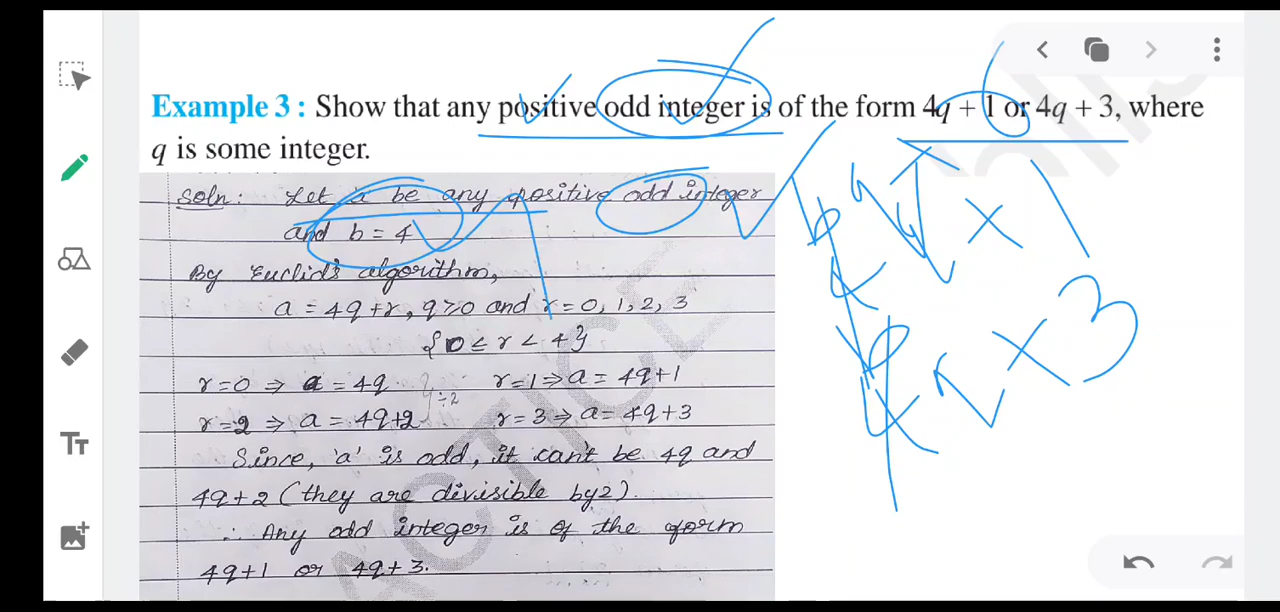 Example 3 : Show that any positive odd integer is of the form 4q + 1 or 4q + 3, where
q is some integer.
Soln: Let a be any positive odd integer
and b = 4
By Euclid's algorithm,
a = 4q + r, q ≥ 0 and r = 0, 1, 2, 3
{0 ≤ r < 4}
r = 0 ⇒ a = 4q r = 1 ⇒ a = 4q + 1
÷2
r = 2 ⇒ a = 4q+2 r = 3 ⇒ a = 4q + 3
Since, 'a' is odd, it can't be 4q and
4q + 2 (they are divisible by 2).
∴ Any odd integer is of the form
4q + 1 or 4q + 3.
TT